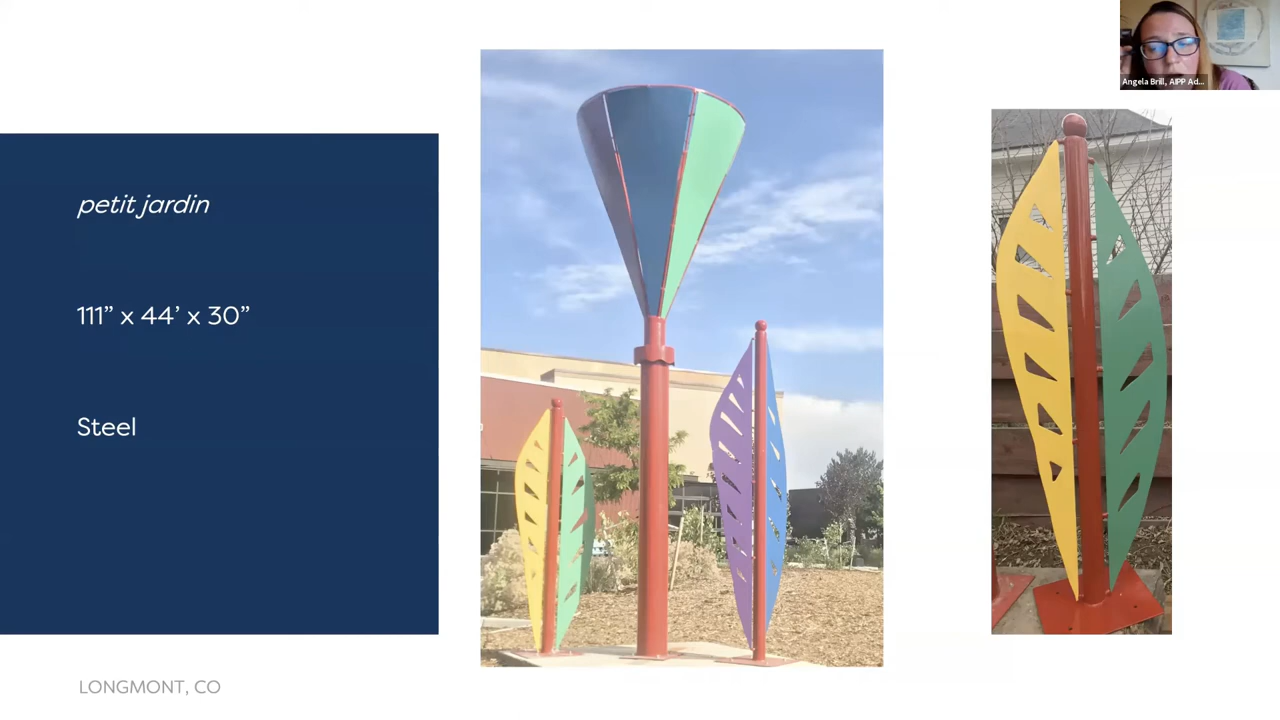 petit jardin
111” x 44’ x 30”
Steel
LONGMONT, CO
Angela Brill, AIPP Ad...